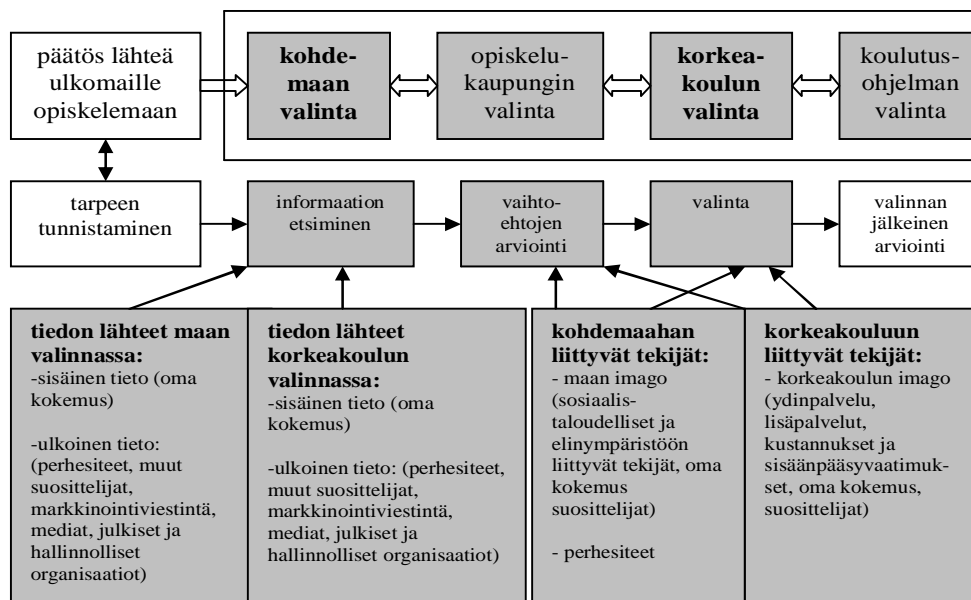 päätös lähteä
ulkomaille
opiskelemaan
kohde-
maan
valinta
opiskelu-
kaupungin
valinta
korkea-
koulun
valinta
koulutus-
ohjelman
valinta
tarpeen
tunnistaminen
informaation
etsiminen
vaihto-
ehtojen
arviointi
valinta
valinnan
jälkeinen
arviointi
tiedon lähteet maan
valinnassa:
-sisäinen tieto (oma
kokemus)
-ulkoinen tieto:
(perhesiteet, muut
suosittelijat,
markkinointiviestintä,
mediat, julkiset ja
hallinnolliset
organisaatiot)
tiedon lähteet
korkeakoulun
valinnassa:
-sisäinen tieto (oma
kokemus)
-ulkoinen tieto: (perhesiteet,
muut suosittelijat,
markkinointiviestintä,
mediat, julkiset ja
hallinnolliset organisaatiot)
kohdemaahan
liittyvät tekijät:
- maan imago
(sosiaalis-
taloudelliset ja
elinympäristöön
liittyvät tekijät, oma
kokemus
suosittelijat)
- perhesiteet
korkeakouluun
liittyvät tekijät:
- korkeakoulun imago
(ydinpalvelu,
lisäpalvelut,
kustannukset ja
sisäänpääsyvaatimuk-
set, oma kokemus,
suosittelijat)